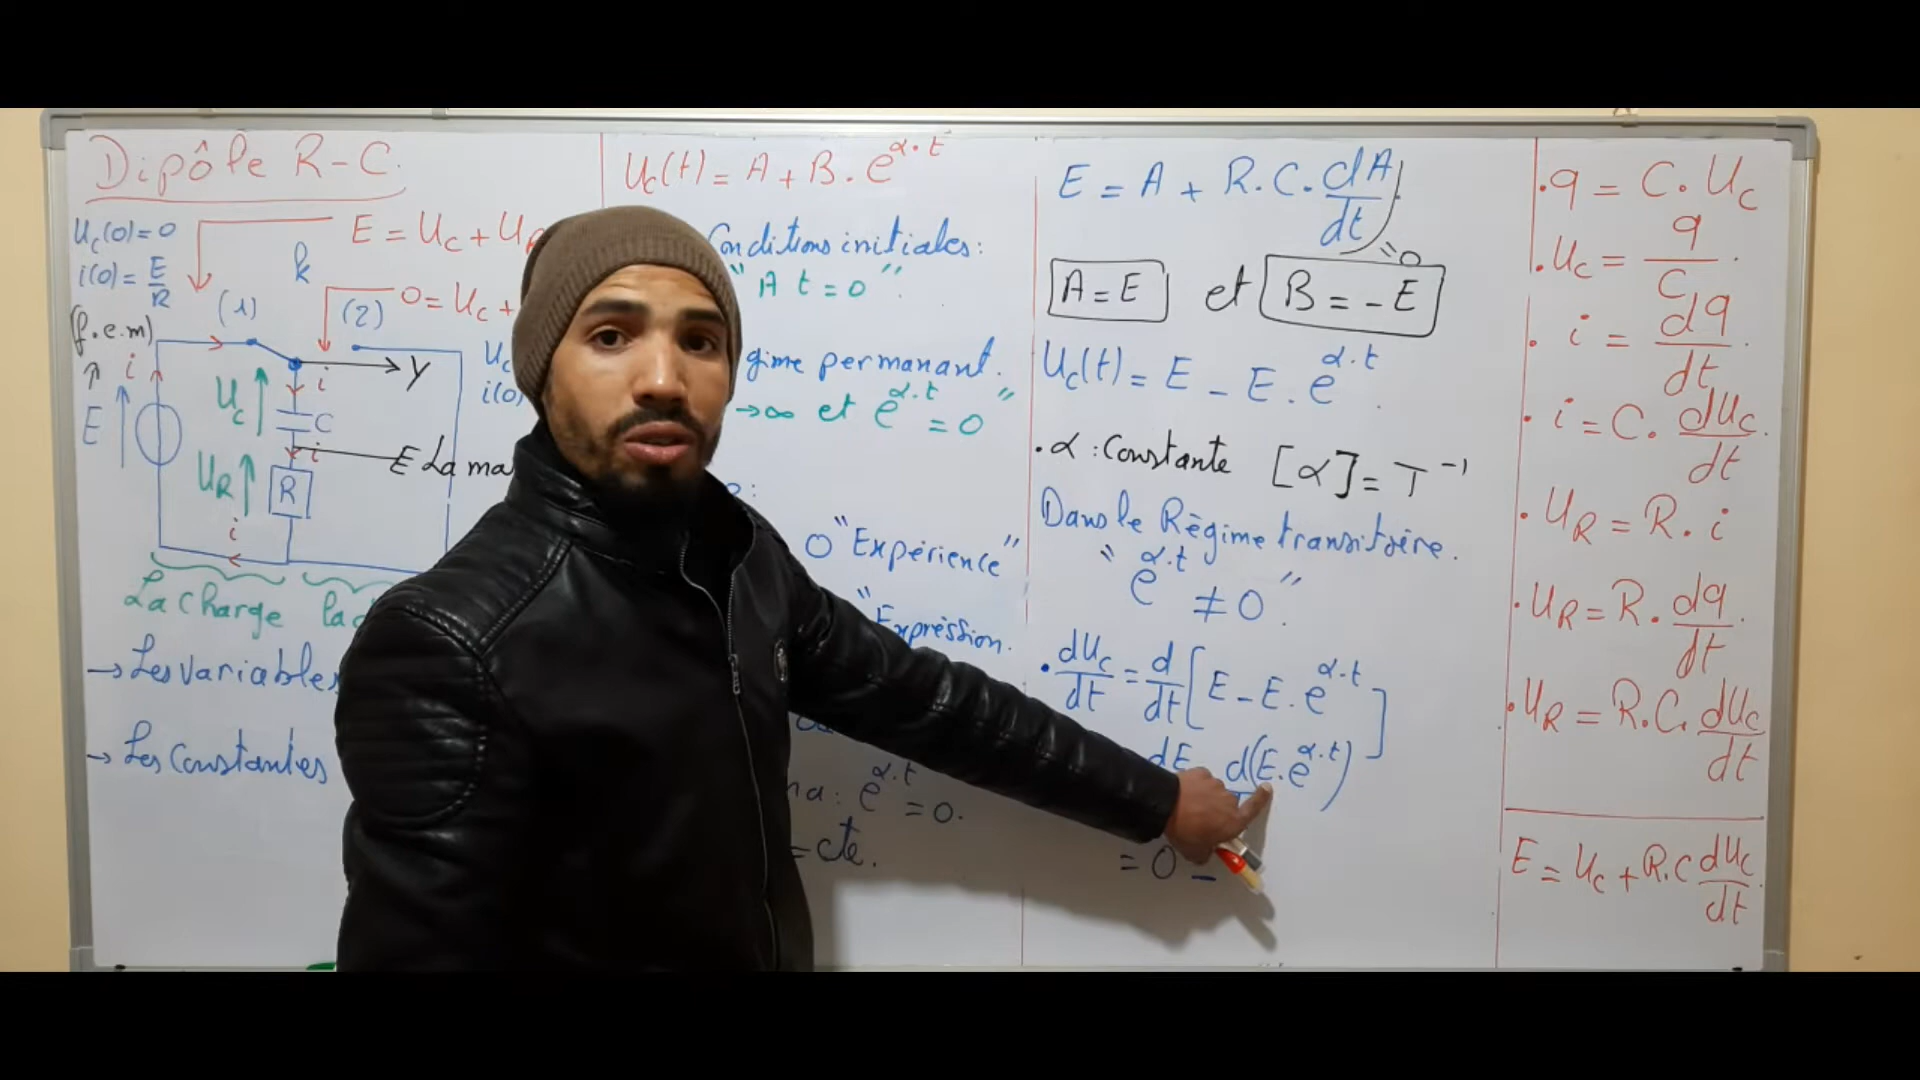 Dipôle R-C.
Uc(0)=0
i(0)=E/R
E = Uc + UR
k
(1)
(2)
0 = Uc +
(f.e.m)
i
E
Uc
i
C
Y
i
UR
R
i
E La ma
La charge
→ Les variables
→ Les Constantes
Uc(t) = A + B . e^α.t
Conditions initiales:
"A t = 0".
gime permanant.
→∞ et e^α.t = 0"
0 "Expérience"
"Expréssion.
e^α.t = 0.
= cte.
E = A + R.C. dA/dt
"0
A = E et B = - E
Uc(t) = E - E . e^α.t .
. α : Constante [α] = T^-1
Dans le Régime transitoire.
" e^α.t ≠ 0 ".
. dUc/dt = d/dt [ E - E . e^α.t ]
dE d(E.e^α.t)
= 0 -
. q = C . Uc
. Uc = q/C .
. i = dq/dt .
. i = C . dUc/dt .
. UR = R . i
. UR = R . dq/dt .
. UR = R.C. dUc/dt
E = Uc + R.C dUc/dt .